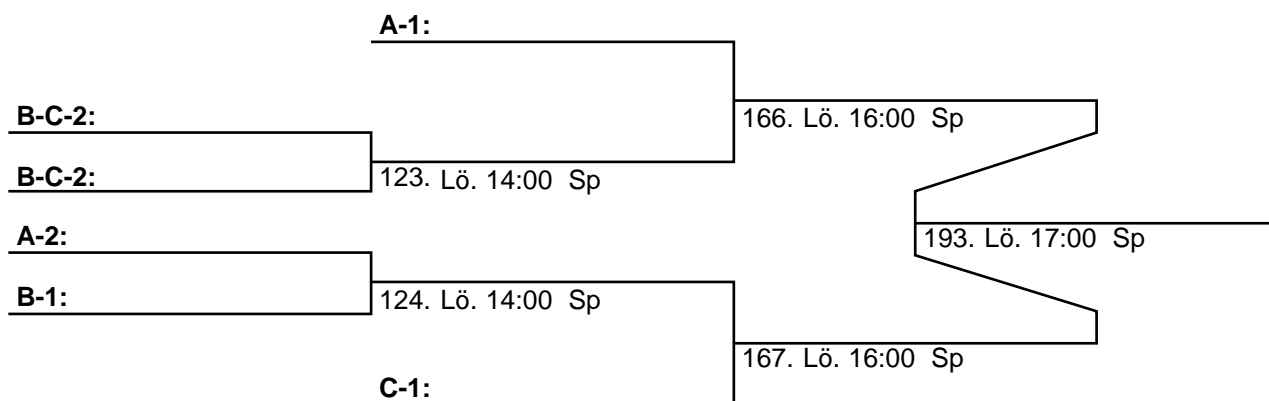 A-1:
B-C-2:
166. Lö. 16:00 Sp
B-C-2:
123. Lö. 14:00 Sp
A-2:
193. Lö. 17:00 Sp
B-1:
124. Lö. 14:00 Sp
167. Lö. 16:00 Sp
C-1: